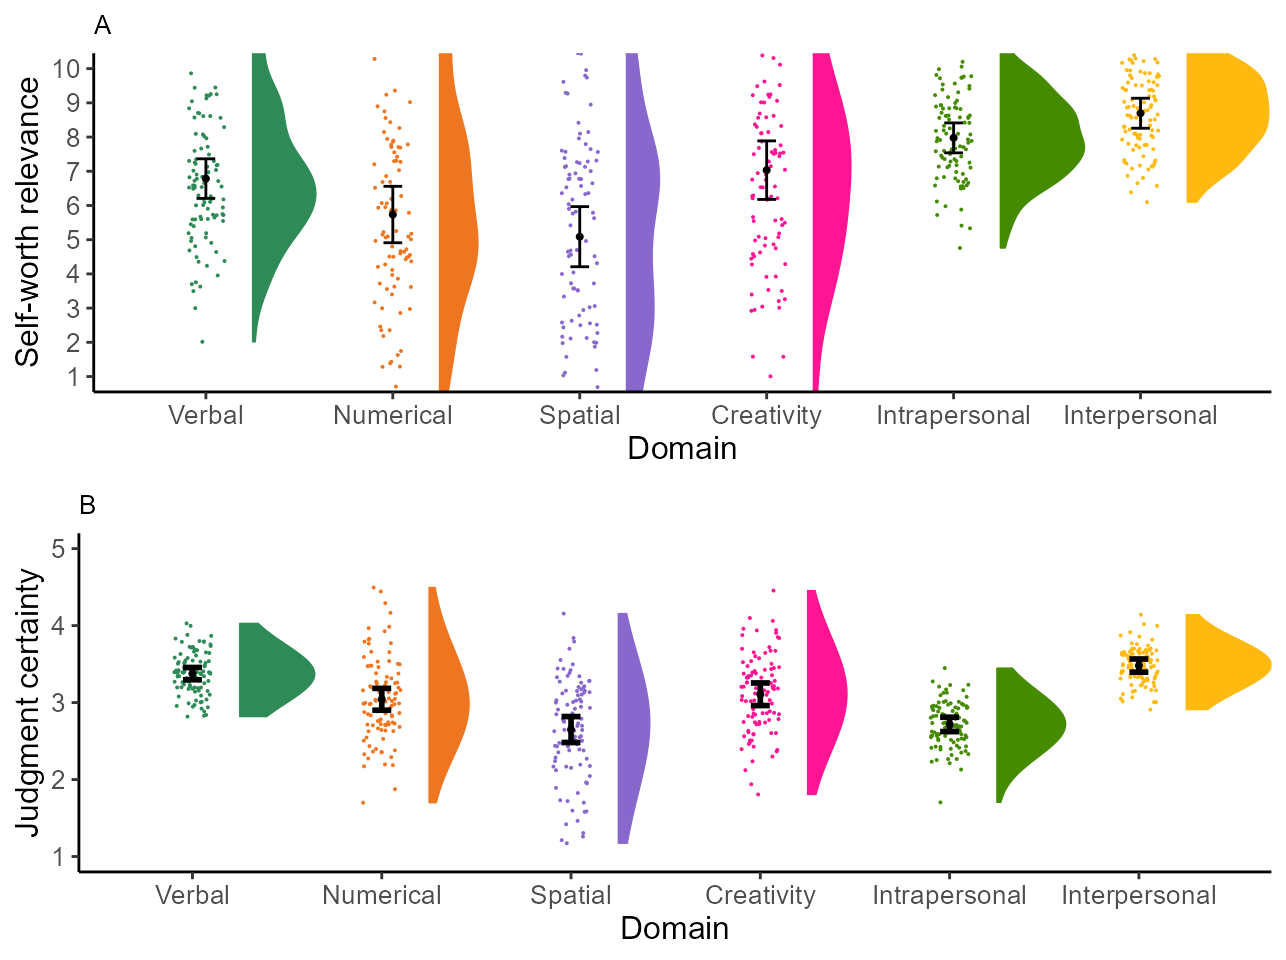 A
Self-worth relevance
10
9
8
7
6
5
4
3
2
1
Verbal Numerical Spatial Creativity Intrapersonal Interpersonal
Domain
B
Judgment certainty
5
4
3
2
1
Verbal Numerical Spatial Creativity Intrapersonal Interpersonal
Domain